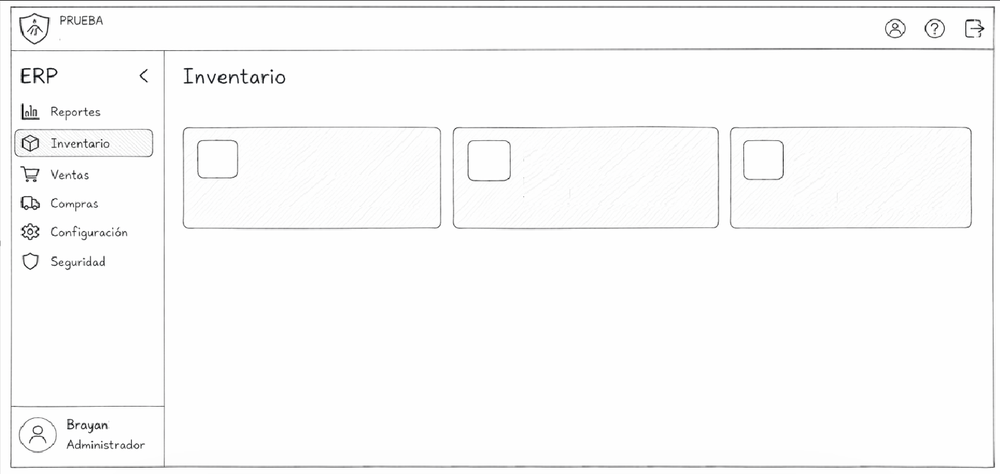 PRUEBA
ERP
Inventario
Reportes
Inventario
Ventas
Compras
Configuración
Seguridad
Brayan
Administrador